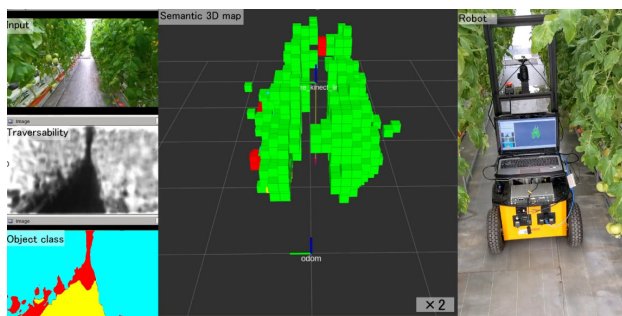 Input
Semantic 3D map
Robot
Image
Traversability
Image
Object class
odom
×2